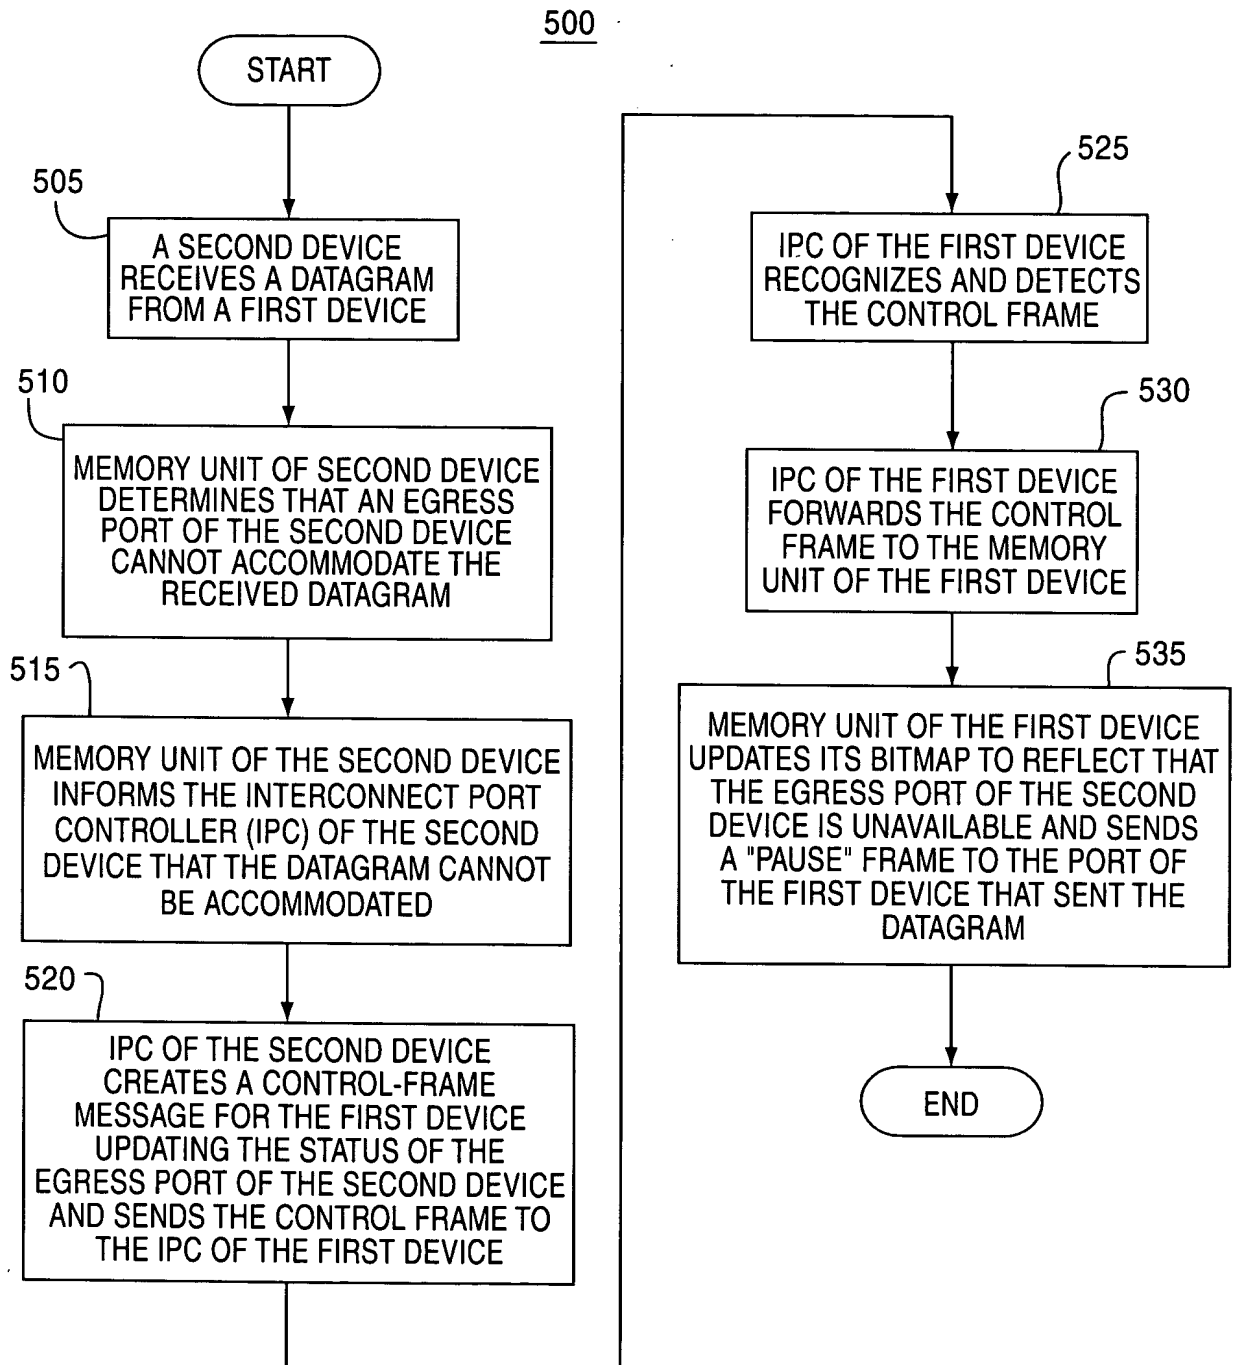 500
START
505
A SECOND DEVICE
RECEIVES A DATAGRAM
FROM A FIRST DEVICE
510
MEMORY UNIT OF SECOND DEVICE
DETERMINES THAT AN EGRESS
PORT OF THE SECOND DEVICE
CANNOT ACCOMMODATE THE
RECEIVED DATAGRAM
515
MEMORY UNIT OF THE SECOND DEVICE
INFORMS THE INTERCONNECT PORT
CONTROLLER (IPC) OF THE SECOND
DEVICE THAT THE DATAGRAM CANNOT
BE ACCOMMODATED
520
IPC OF THE SECOND DEVICE
CREATES A CONTROL-FRAME
MESSAGE FOR THE FIRST DEVICE
UPDATING THE STATUS OF THE
EGRESS PORT OF THE SECOND DEVICE
AND SENDS THE CONTROL FRAME TO
THE IPC OF THE FIRST DEVICE
525
IPC OF THE FIRST DEVICE
RECOGNIZES AND DETECTS
THE CONTROL FRAME
530
IPC OF THE FIRST DEVICE
FORWARDS THE CONTROL
FRAME TO THE MEMORY
UNIT OF THE FIRST DEVICE
535
MEMORY UNIT OF THE FIRST DEVICE
UPDATES ITS BITMAP TO REFLECT THAT
THE EGRESS PORT OF THE SECOND
DEVICE IS UNAVAILABLE AND SENDS
A "PAUSE" FRAME TO THE PORT OF
THE FIRST DEVICE THAT SENT THE
DATAGRAM
END